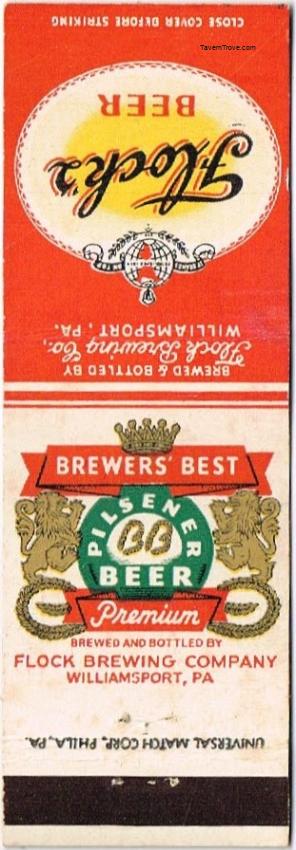 CLOSE COVER BEFORE STRIKING
TavernTrove.com
BEER
Flock's
BREWED & BOTTLED BY
Flock Brewing Co.,
WILLIAMSPORT, PA.
BREWERS' BEST
PILSENER
BB
BEER
Premium
BREWED AND BOTTLED BY
FLOCK BREWING COMPANY
WILLIAMSPORT, PA
UNIVERSAL MATCH CORP., PHILA., PA.